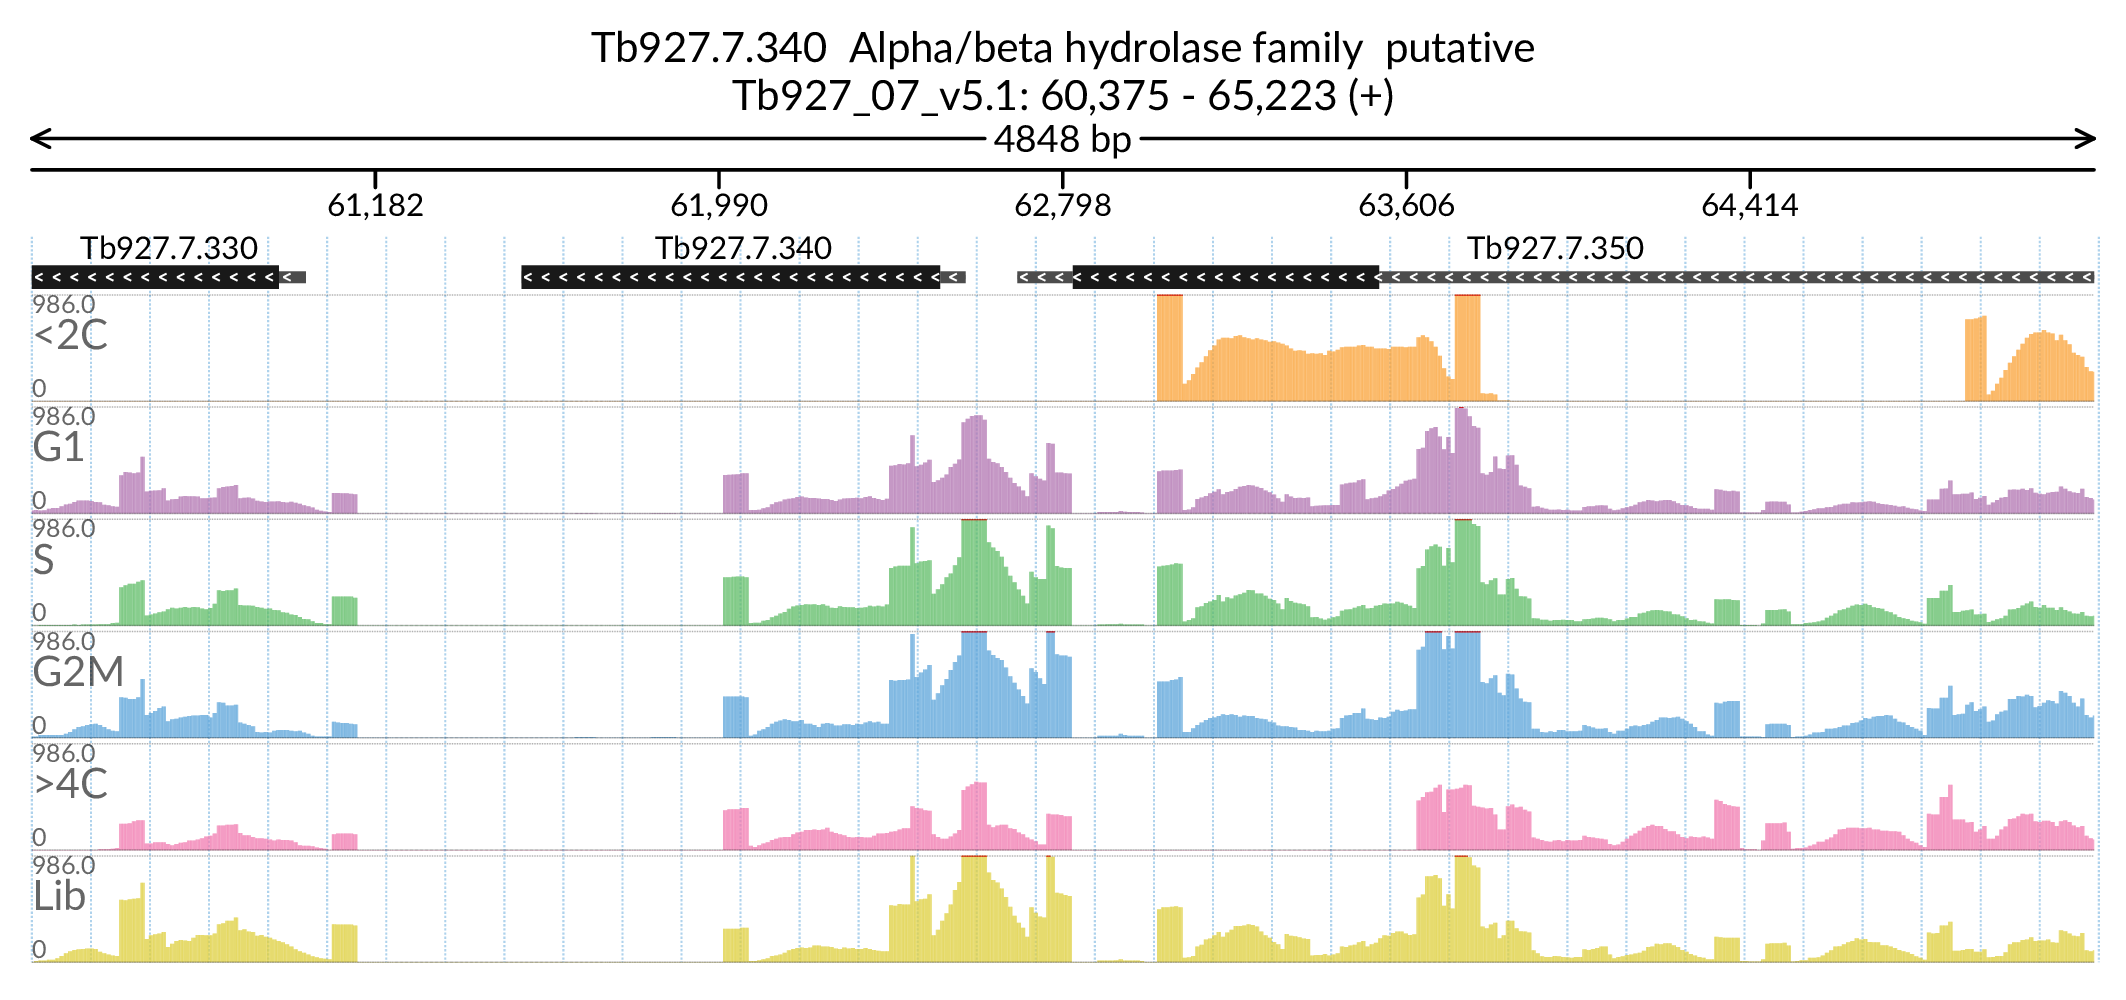 Tb927.7.340  Alpha/beta hydrolase family  putative
Tb927_07_v5.1: 60,375 - 65,223 (+)
4848 bp
61,182 61,990 62,798 63,606 64,414
Tb927.7.330 Tb927.7.340 Tb927.7.350
986.0
<2C
0
986.0
G1
0
986.0
S
0
986.0
G2M
0
986.0
>4C
0
986.0
Lib
0